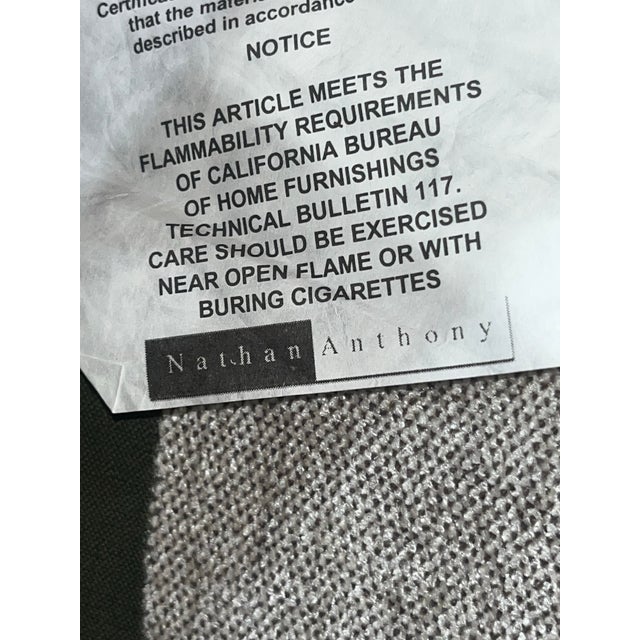 that the mater
described in accordance
NOTICE
THIS ARTICLE MEETS THE
FLAMMABILITY REQUIREMENTS
OF CALIFORNIA BUREAU
OF HOME FURNISHINGS
TECHNICAL BULLETIN 117.
CARE SHOULD BE EXERCISED
NEAR OPEN FLAME OR WITH
BURING CIGARETTES
Nathan Anthony